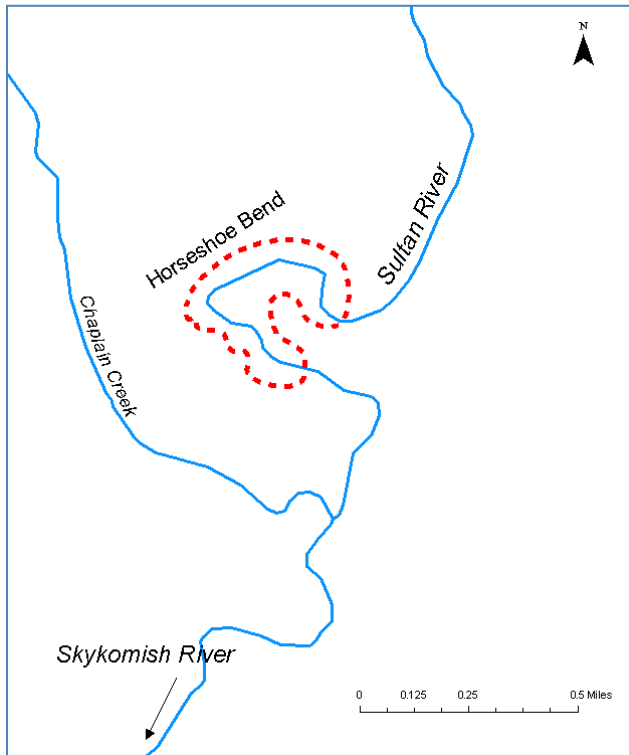 N
Horseshoe Bend
Sultan River
Chaplain Creek
Skykomish River
0 0.125 0.25 0.5 Miles